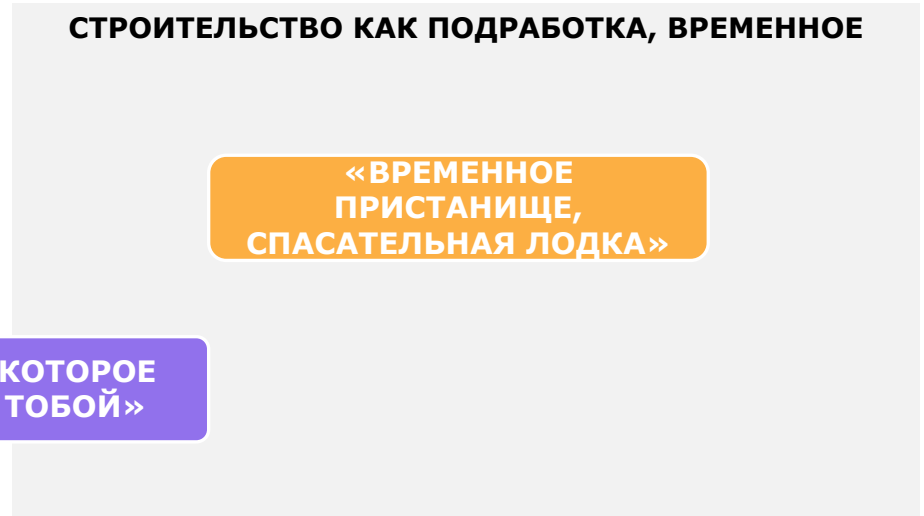 СТРОИТЕЛЬСТВО КАК ПОДРАБОТКА, ВРЕМЕННОЕ
«ВРЕМЕННОЕ
ПРИСТАНИЩЕ,
СПАСАТЕЛЬНАЯ ЛОДКА»
КОТОРОЕ
ТОБОЙ»